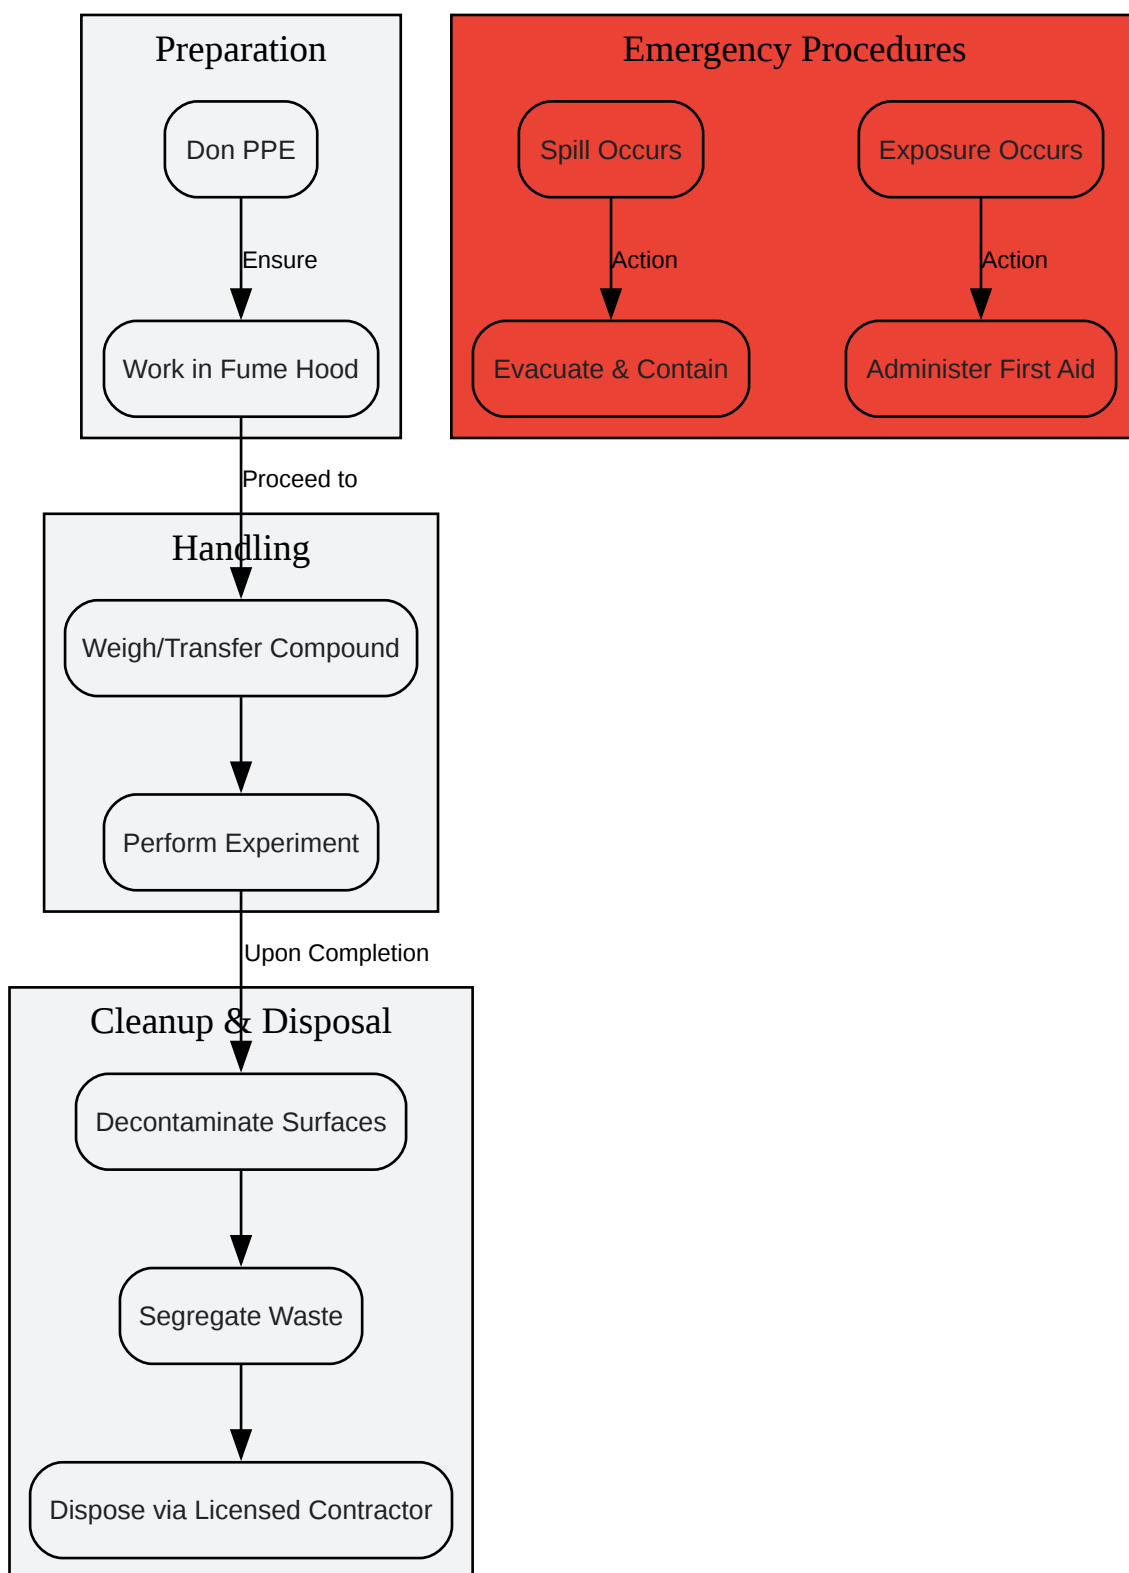 Preparation
Don PPE
Ensure
Work in Fume Hood
Proceed to
Handling
Weigh/Transfer Compound
Perform Experiment
Upon Completion
Cleanup & Disposal
Decontaminate Surfaces
Segregate Waste
Dispose via Licensed Contractor
Emergency Procedures
Spill Occurs
Action
Evacuate & Contain
Exposure Occurs
Action
Administer First Aid